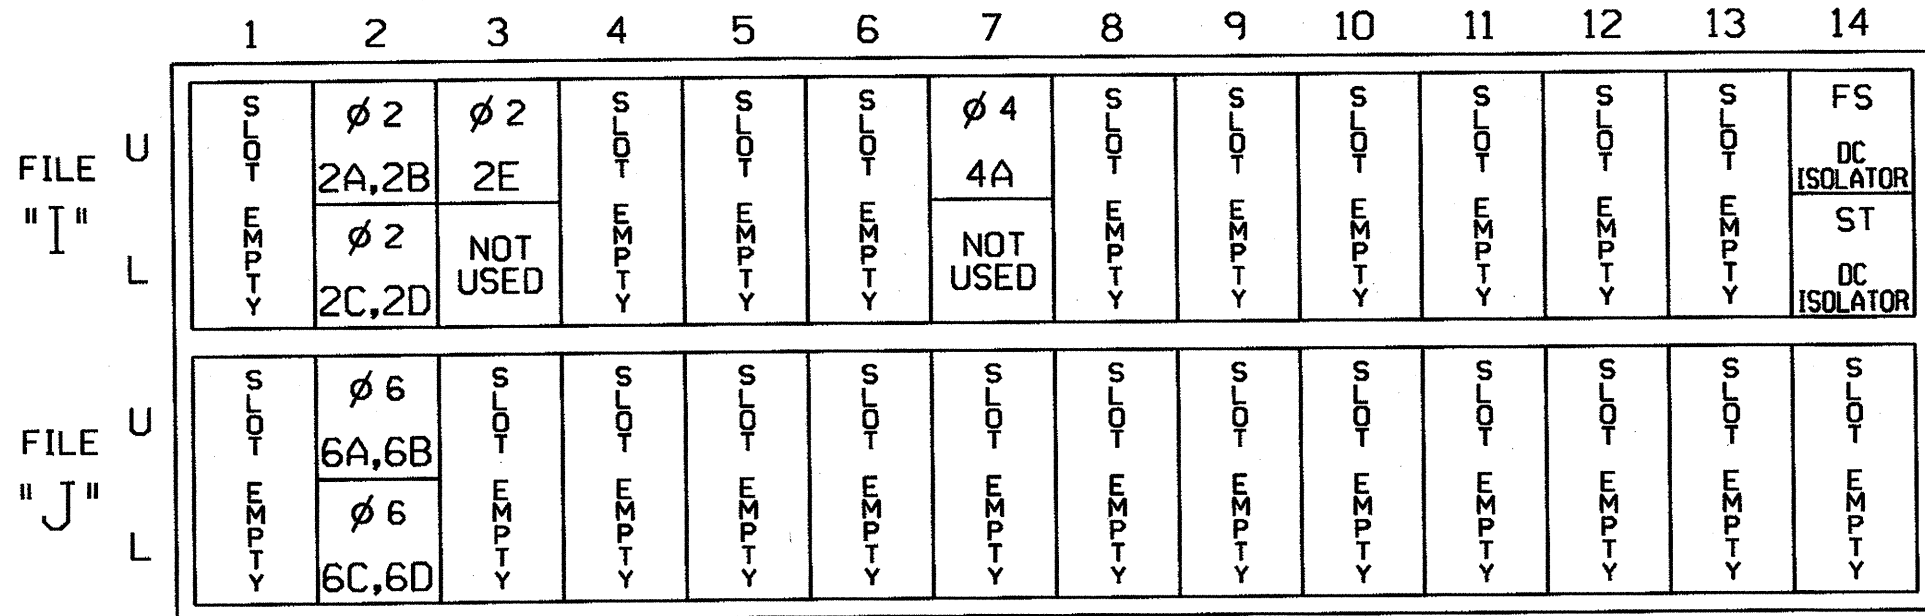 1 2 3 4 5 6 7 8 9 10 11 12 13 14
FILE
"I"
U
L
SLOT EMPTY
ø 2
2A,2B
ø 2
2C,2D
ø 2
2E
NOT
USED
SLOT EMPTY
SLOT EMPTY
SLOT EMPTY
ø 4
4A
NOT
USED
SLOT EMPTY
SLOT EMPTY
SLOT EMPTY
SLOT EMPTY
SLOT EMPTY
SLOT EMPTY
FS
DC
ISOLATOR
ST
DC
ISOLATOR
FILE
"J"
U
L
SLOT EMPTY
ø 6
6A,6B
ø 6
6C,6D
SLOT EMPTY
SLOT EMPTY
SLOT EMPTY
SLOT EMPTY
SLOT EMPTY
SLOT EMPTY
SLOT EMPTY
SLOT EMPTY
SLOT EMPTY
SLOT EMPTY
SLOT EMPTY
SLOT EMPTY